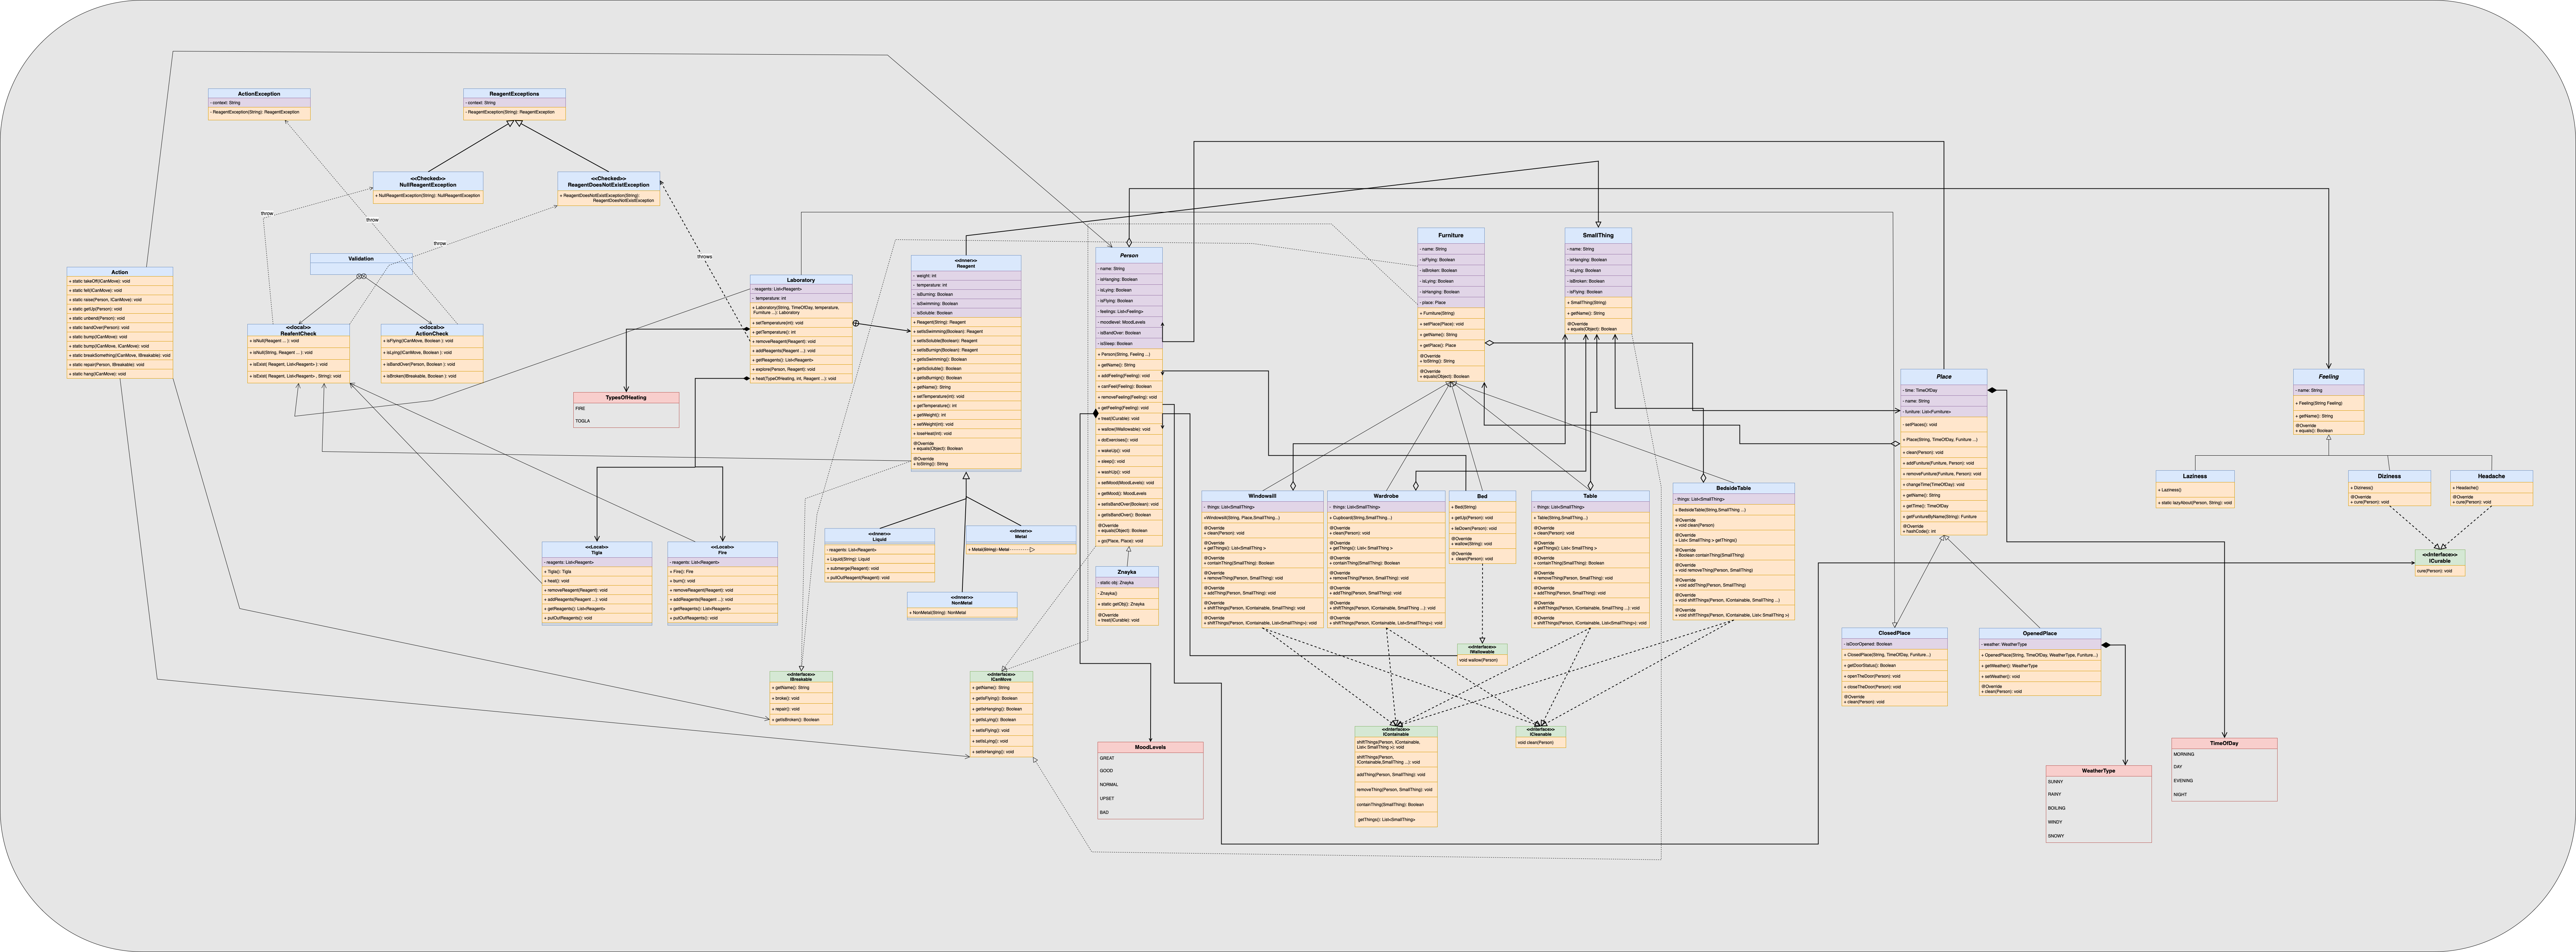 ActionException
- context: String
- ReagentException(String): ReagentException
ReagentExceptions
- context: String
- ReagentException(String): ReagentException
<<Checked>>
NullReagentException
+ NullReagentException(String): NullReagentException
<<Checked>>
ReagentDoesNotExistException
+ ReagentDoesNotExistException(String):
ReagentDoesNotExistException
throw
throw
throw
throws
Validation
Action
+ static takeOff(ICanMove): void
+ static fell(ICanMove): void
+ static raise(Person, ICanMove): void
+ static getUp(Person): void
+ static unbend(Person): void
+ static bandOver(Person): void
+ static bump(ICanMove): void
+ static bump(ICanMove, ICanMove): void
+ static breakSomething(ICanMove, IBreakable): void
+ static repair(Person, IBreakable): void
+ static hang(ICanMove): void
<<local>>
ReafentCheck
+ isNull(Reagent ... ): void
+ isNull(String, Reagent ... ): void
+ isExist( Reagent, List<Reagent> ): void
+ isExist( Reagent, List<Reagent> , String): void
<<local>>
ActionCheck
+ isFlying(ICanMove, Boolean ): void
+ isLying(ICanMove, Boolean ): void
+ isBandOver(Person, Boolean ): void
+ isBroken(IBreakable, Boolean ): void
Laboratory
- reagents: List<Reagent>
- temperature: int
+ Laboratory(String, TimeOfDay, temperature,
Furniture ...): Laboratory
+ setTemperature(int): void
+ getTemperature(): int
+ removeReagent(Reagent): void
+ addReagents(Reagent ...): void
+ getReagents(): List<Reagent>
+ explore(Person, Reagent): void
+ heat(TypeOfHeating, int, Reagent ...): void
TypesOfHeating
FIRE
TOGLA
<<Inner>>
Reagent
- weight: int
- temperature: int
- isBurning: Boolean
- isSwimming: Boolean
- isSoluble: Boolean
+ Reagent(String): Reagent
+ setIsSwimming(Boolean): Reagent
+ setIsSoluble(Boolean): Reagent
+ setIsBurnign(Boolean): Reagent
+ getIsSwimming(): Boolean
+ getIsSoluble(): Boolean
+ getIsBurning(): Boolean
+ getName(): String
+ setTemperature(int): void
+ getTemperature(): int
+ getWeight(): int
+ setWeight(int): void
+ loseHeat(int): void
@Override
+ equals(Object): Boolean
@Override
+ toString(): String
<<Local>>
Tigla
- reagents: List<Reagent>
+ Tigla(): Tigla
+ heat(): void
+ removeReagent(Reagent): void
+ addReagents(Reagent ...): void
+ getReagents(): List<Reagent>
+ putOutReagents(): void
<<Local>>
Fire
- reagents: List<Reagent>
+ Fire(): Fire
+ burn(): void
+ removeReagent(Reagent): void
+ addReagents(Reagent ...): void
+ getReagents(): List<Reagent>
+ putOutReagents(): void
<<Inner>>
Liquid
- reagents: List<Reagent>
+ Liquid(String): Liquid
+ submerge(Reagent): void
+ pullOutReagent(Reagent): void
<<Inner>>
Metal
+ Metal(String): Metal
<<Inner>>
NonMetal
+ NonMetal(String): NonMetal
<<Interface>>
IBreakable
+ getName(): String
+ broke(): void
+ repair(): void
+ getIsBroken(): Boolean
<<Interface>>
ICanMove
+ getName(): String
+ getIsFlying(): Boolean
+ getIsHanging(): Boolean
+ getIsLying(): Boolean
+ setIsFlying(): void
+ setIsLying(): void
+ setIsHanging(): void
Person
- name: String
- isHanging: Boolean
- isLying: Boolean
- isFlying: Boolean
- feelings: List<Feeling>
- moodlevel: MoodLevels
- isBandOver: Boolean
- isSleep: Boolean
+ Person(String, Feeling ...)
+ getName(): String
+ addFeeling(Feeling): void
+ canFeel(Feeling): Boolean
+ removeFeeling(Feeling): void
+ getFeeling(Feeling): void
+ treat(ICurable): void
+ wallow(IWallowable): void
+ doExercises(): void
+ wakeUp(): void
+ sleep(): void
+ washUp(): void
+ setMood(MoodLevels): void
+ getMood(): MoodLevels
+ setIsBandOver(Boolean): void
+ getIsBandOver(): Boolean
@Override
+ equals(Object): Boolean
+ go(Place, Place): void
Znayka
- static obj: Znayka
- Znayka()
+ static getObj(): Znayka
@Override
+ treat(ICurable): void
MoodLevels
GREAT
GOOD
NORMAL
UPSET
BAD
Furniture
- name: String
- isFlying: Boolean
- isBroken: Boolean
- isLying: Boolean
- isHanging: Boolean
- place: Place
+ Furniture(String)
+ setPlace(Place): void
+ getName(): String
+ getPlace(): Place
@Override
+ toString(): String
@Override
+ equals(Object): Boolean
SmallThing
- name: String
- isHanging: Boolean
- isLying: Boolean
- isBroken: Boolean
- isFlying: Boolean
+ SmallThing(String)
+ getName(): String
@Override
+ equals(Object): Boolean
Windowsill
- things: List<SmallThing>
+Windowsill(String, Place,SmallThing...)
@Override
+ clean(Person): void
@Override
+ getThings(): List<SmallThing >
@Override
+ containThing(SmallThing): Boolean
@Override
+ removeThing(Person, SmallThing): void
@Override
+ addThing(Person, SmallThing): void
@Override
+ shiftThings(Person, IContainable, SmallThing): void
@Override
+ shiftThings(Person, IContainable, List<SmallThing>): void
Wardrobe
- things: List<SmallThing>
+ Cupboard(String,SmallThing...)
@Override
+ clean(Person): void
@Override
+ getThings(): List< SmallThing >
@Override
+ containThing(SmallThing): Boolean
@Override
+ removeThing(Person, SmallThing): void
@Override
+ addThing(Person, SmallThing): void
@Override
+ shiftThings(Person, IContainable, SmallThing ...): void
@Override
+ shiftThings(Person, IContainable, List<SmallThing>): void
Bed
+ Bed(String)
+ getUp(Person): void
+ lieDown(Person): void
@Override
+ wallow(String): void
@Override
+ clean(Person): void
Table
- things: List<SmallThing>
+ Table(String,SmallThing...)
@Override
+ clean(Person): void
@Override
+ getThings(): List< SmallThing >
@Override
+ containThing(SmallThing): Boolean
@Override
+ removeThing(Person, SmallThing): void
@Override
+ addThing(Person, SmallThing): void
@Override
+ shiftThings(Person, IContainable, SmallThing ...): void
@Override
+ shiftThings(Person, IContainable, List<SmallThing>): void
BedsideTable
- things: List<SmallThing>
+ BedsideTable(String,SmallThing...)
@Override
+ void clean(Person)
@Override
+ List< SmallThing > getThings()
@Override
+ Boolean containThing(SmallThing)
@Override
+ void removeThing(Person, SmallThing)
@Override
+ void addThing(Person, SmallThing)
@Override
+ void shiftThings(Person, IContainable, SmallThing ...)
@Override
+ void shiftThings(Person, IContainable, List< SmallThing >)
<<Interface>>
IWallowable
void wallow(Person)
<<Interface>>
IContainable
shiftThings(Person, IContainable,
List< SmallThing >): void
shiftThings(Person,
IContainable,SmallThing ...): void
addThing(Person, SmallThing): void
removeThing(Person, SmallThing): void
containThing(SmallThing): Boolean
getThings(): List<SmallThing>
<<Interface>>
ICleanable
void clean(Person)
Place
- time: TimeOfDay
- name: String
- funiture: List<Furniture>
- setPlaces(): void
+ Place(String, TimeOfDay, Funiture ...)
+ clean(Person): void
+ addFuniture(Funiture, Person): void
+ removeFuniture(Funiture, Person): void
+ changeTime(TimeOfDay): void
+ getName(): String
+ getTime(): TimeOfDay
+ getFunitureByName(String): Funiture
@Override
+ hashCode(): int
ClosedPlace
- isDoorOpened: Boolean
+ ClosedPlace(String, TimeOfDay, Funiture...)
+ getDoorStatus(): Boolean
+ openTheDoor(Person): void
+ closeTheDoor(Person): void
@Override
+ clean(Person): void
OpenedPlace
- weather: WeatherType
+ OpenedPlace(String, TimeOfDay, WeatherType, Funiture...)
+ getWeather(): WeatherType
+ setWeather(): void
@Override
+ clean(Person): void
WeatherType
SUNNY
RAINY
BOILING
WINDY
SNOWY
TimeOfDay
MORNING
DAY
EVENING
NIGHT
Feeling
- name: String
+ Feeling(String Feeling)
+ getName(): String
@Override
+ equals(): Boolean
Laziness
+ Laziness()
+ static lazyAbout(Person, String): void
Diziness
+ Diziness()
@Override
+ cure(Person): void
Headache
+ Headache()
@Override
+ cure(Person): void
<<Interface>>
ICurable
cure(Person): void